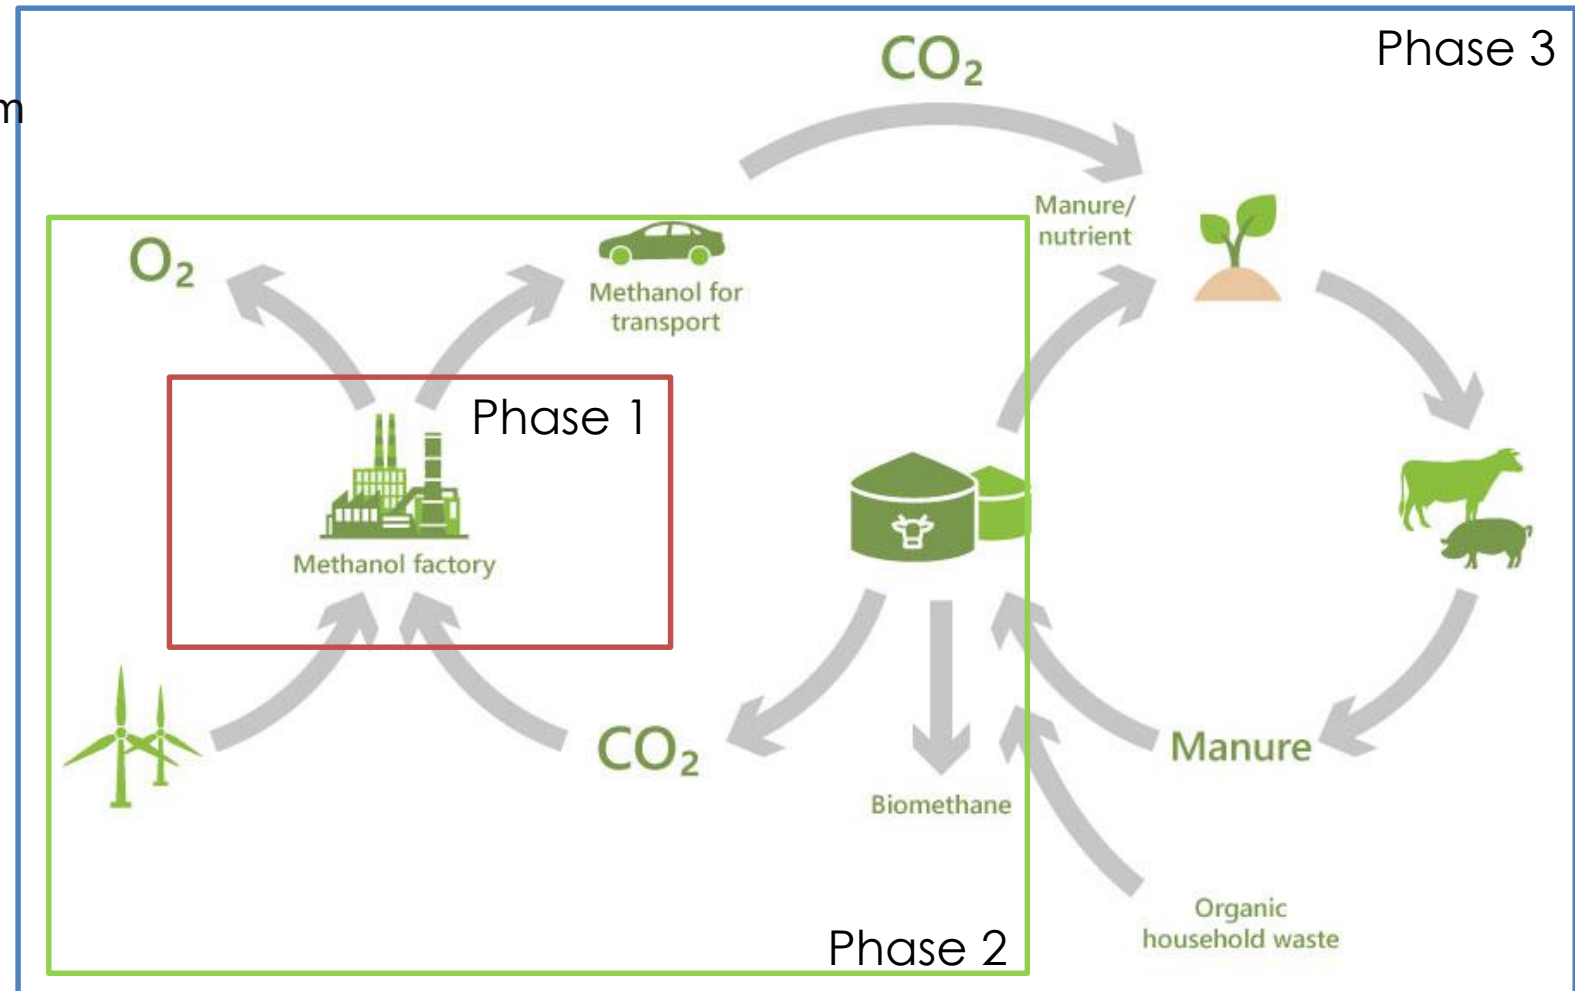 Phase 3
CO₂
m
Manure/
nutrient
O₂
Methanol for
transport
Phase 1
Methanol factory
CO₂
Manure
Biomethane
Organic
household waste
Phase 2